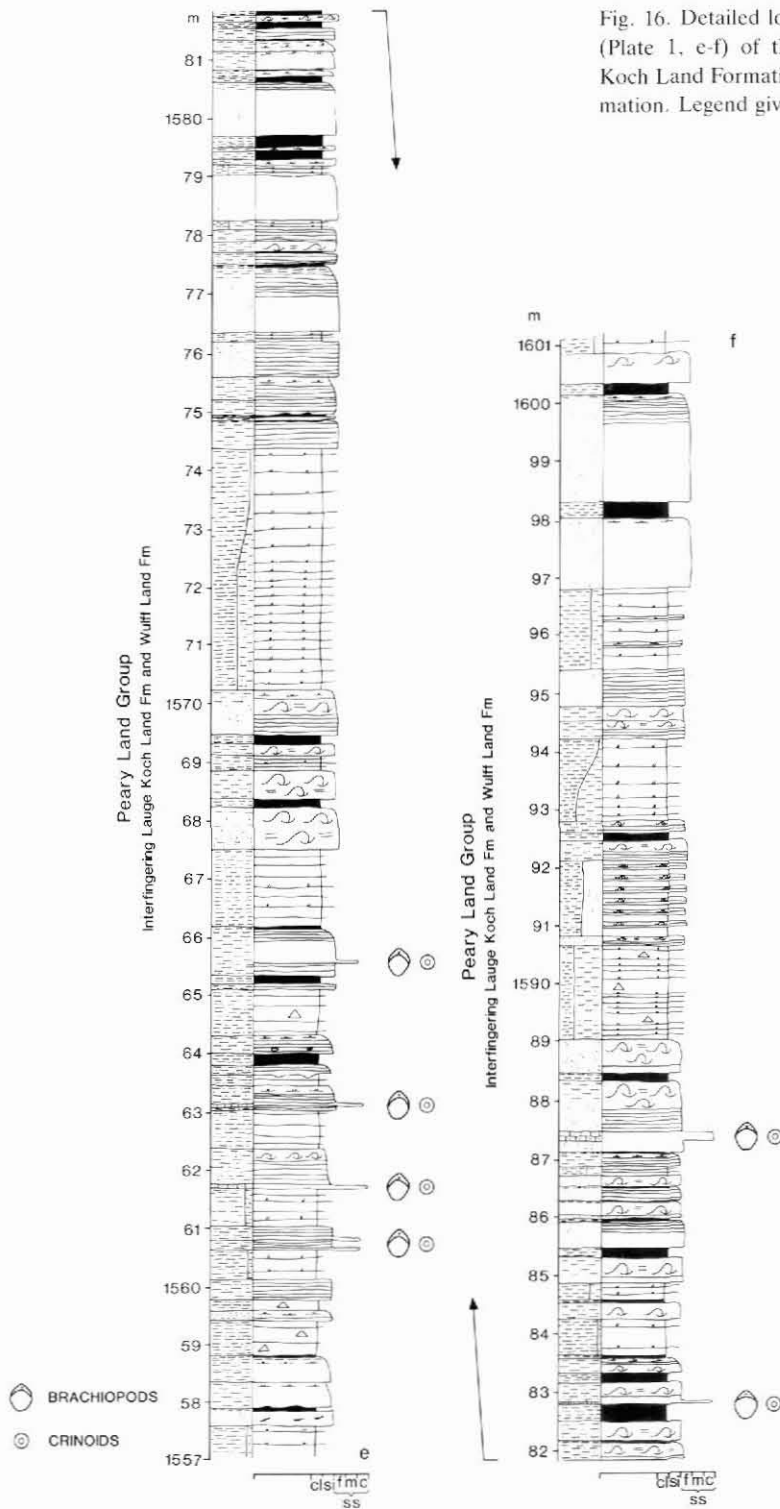 Fig. 16. Detailed lo
(Plate 1, e-f) of th
Koch Land Formati
mation. Legend giv
m
81
1580
79
78
77
76
75
74
73
72
71
1570
69
68
67
66
65
64
63
62
61
1560
59
58
1557
Peary Land Group
Interfingering Lauge Koch Land Fm and Wulff Land Fm
e
clsifmc
ss
BRACHIOPODS
CRINOIDS
m
f
1601
1600
99
98
97
96
95
94
93
92
91
1590
89
88
87
86
85
84
83
82
Peary Land Group
Interfingering Lauge Koch Land Fm and Wulff Land Fm
clsifmc
ss